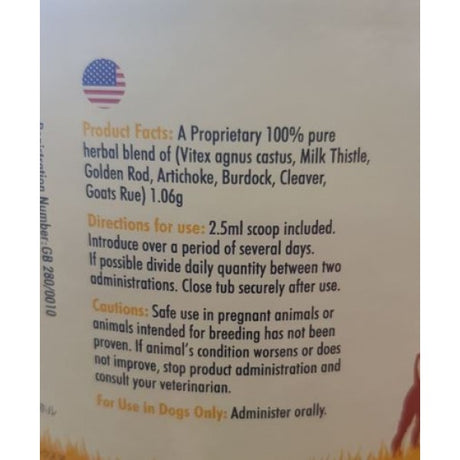 Product Facts: A Proprietary 100% pure
herbal blend of (Vitex agnus castus, Milk Thistle,
Golden Rod, Artichoke, Burdock, Cleaver,
Goats Rue) 1.06g
Directions for use: 2.5ml scoop included.
Introduce over a period of several days.
If possible divide daily quantity between two
administrations. Close tub securely after use.
Cautions: Safe use in pregnant animals or
animals intended for breeding has not been
proven. If animal's condition worsens or does
not improve, stop product administration and
consult your veterinarian.
For Use in Dogs Only: Administer orally.
Registration Number: GB 280/0010